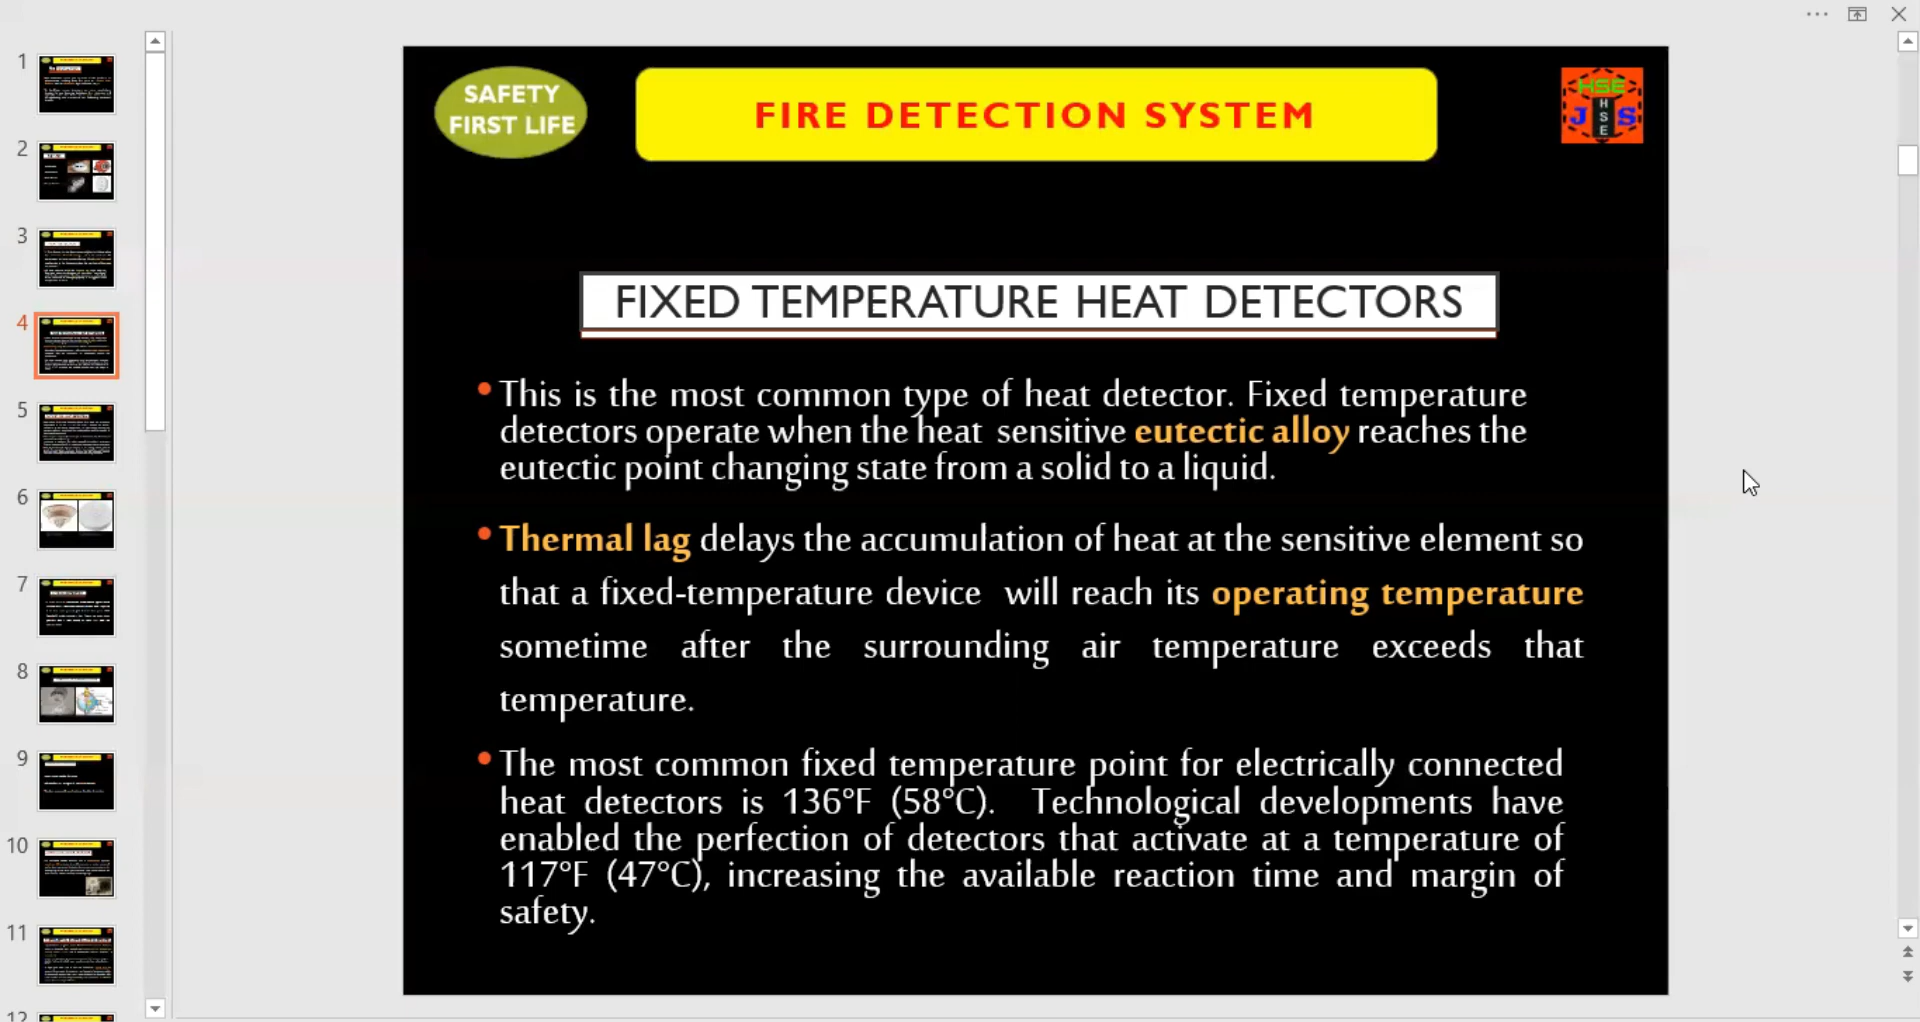 1
2
3
4
5
6
7
8
9
10
11
12
SAFETY
FIRST LIFE
FIRE DETECTION SYSTEM
HSE
J HSE S
FIXED TEMPERATURE HEAT DETECTORS
• This is the most common type of heat detector. Fixed temperature
detectors operate when the heat sensitive eutectic alloy reaches the
eutectic point changing state from a solid to a liquid.
• Thermal lag delays the accumulation of heat at the sensitive element so
that a fixed-temperature device will reach its operating temperature
sometime after the surrounding air temperature exceeds that
temperature.
• The most common fixed temperature point for electrically connected
heat detectors is 136°F (58°C). Technological developments have
enabled the perfection of detectors that activate at a temperature of
117°F (47°C), increasing the available reaction time and margin of
safety.